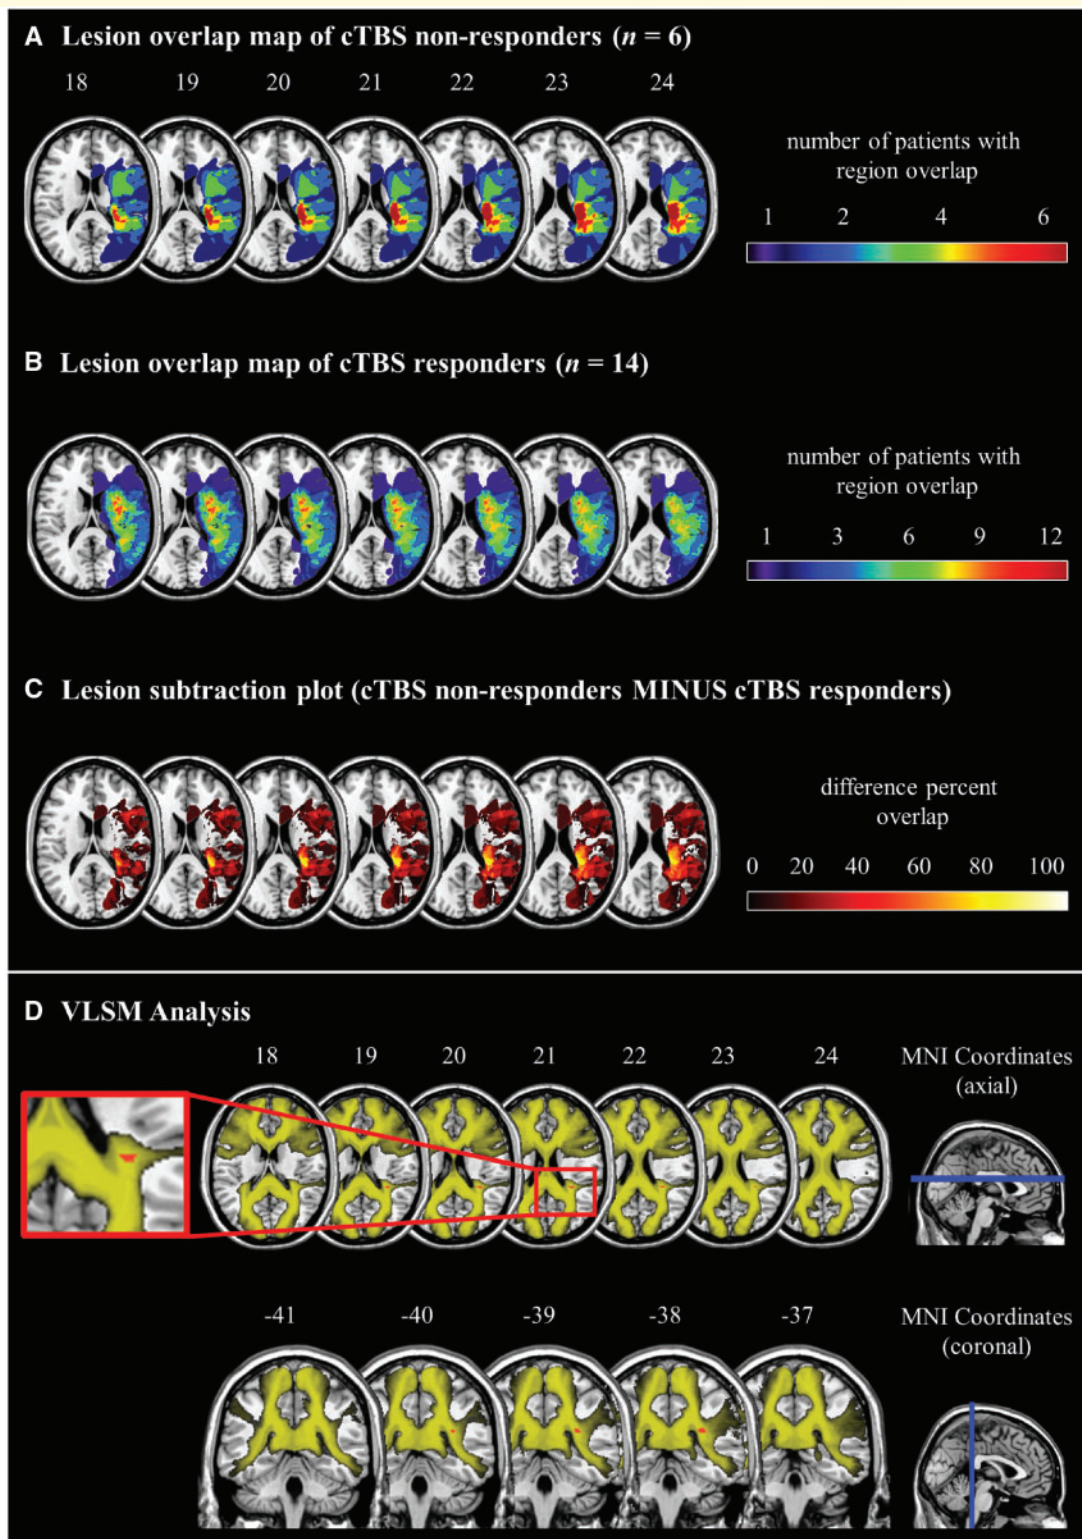 A Lesion overlap map of cTBS non-responders (n = 6)
18 19 20 21 22 23 24
number of patients with
region overlap
1 2 4 6
B Lesion overlap map of cTBS responders (n = 14)
number of patients with
region overlap
1 3 6 9 12
C Lesion subtraction plot (cTBS non-responders MINUS cTBS responders)
difference percent
overlap
0 20 40 60 80 100
D VLSM Analysis
18 19 20 21 22 23 24
MNI Coordinates
(axial)
-41 -40 -39 -38 -37
MNI Coordinates
(coronal)